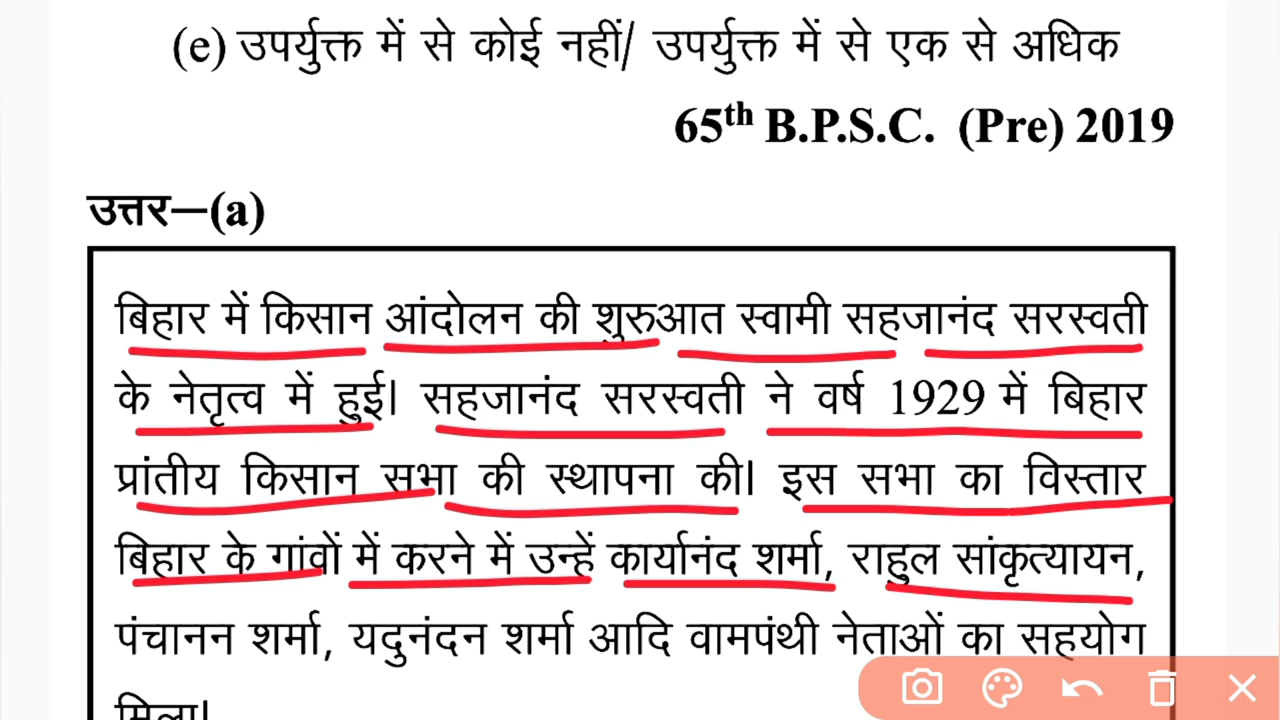 (e) उपर्युक्त में से कोई नहीं/ उपर्युक्त में से एक से अधिक
65th B.P.S.C. (Pre) 2019
उत्तर—(a)
बिहार में किसान आंदोलन की शुरुआत स्वामी सहजानंद सरस्वती
के नेतृत्व में हुई। सहजानंद सरस्वती ने वर्ष 1929 में बिहार
प्रांतीय किसान सभा की स्थापना की। इस सभा का विस्तार
बिहार के गांवों में करने में उन्हें कार्यानंद शर्मा, राहुल सांकृत्यायन,
पंचानन शर्मा, यदुनंदन शर्मा आदि वामपंथी नेताओं का सहयोग
मिला।